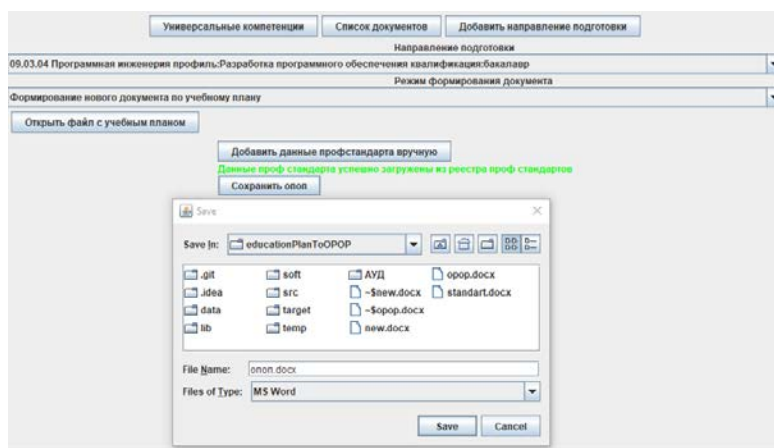 Универсальные компетенции Список документов Добавить направление подготовки
Направление подготовки
09.03.04 Программная инженерия профиль:Разработка программного обеспечения квалификация:бакалавр
Режим формирования документа
Формирование нового документа по учебному плану
Открыть файл с учебным планом
Добавить данные профстандарта вручную
Данные проф стандарта успешно загружены из реестра проф стандартов
Сохранить опоп
Save
Save In: educationPlanToOPOP
.git soft АУД opop.docx
.idea src ~$new.docx standart.docx
data target ~$opop.docx
lib temp new.docx
File Name: опоп.docx
Files of Type: MS Word
Save Cancel